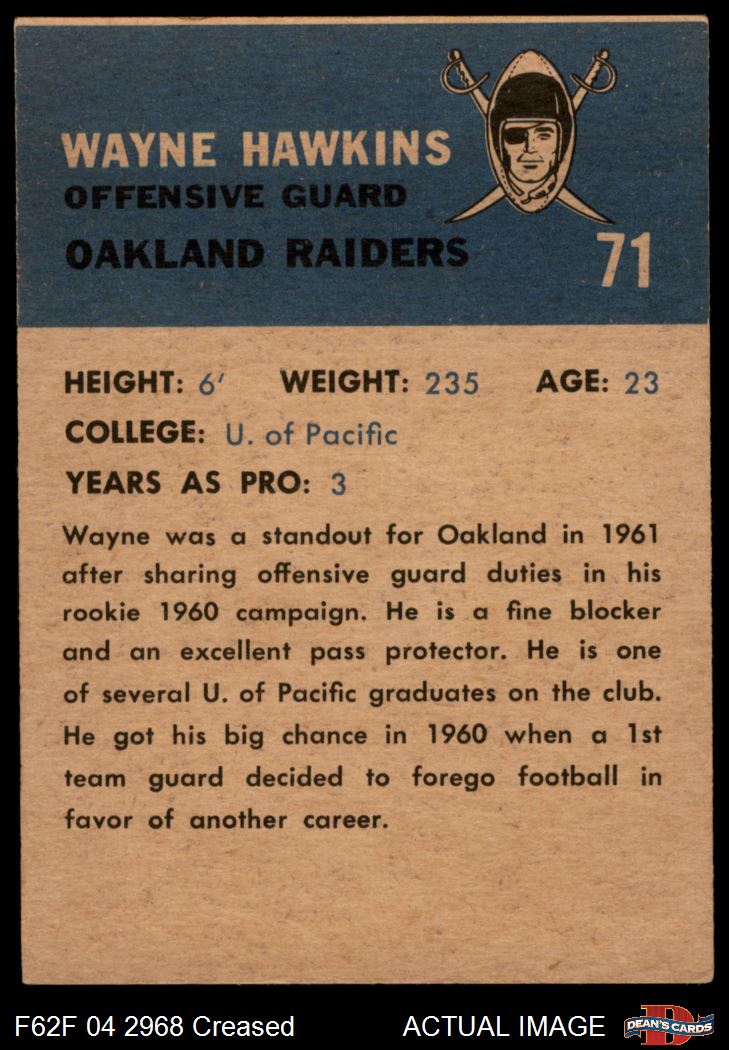 WAYNE HAWKINS
OFFENSIVE GUARD
OAKLAND RAIDERS
71
HEIGHT: 6' WEIGHT: 235 AGE: 23
COLLEGE: U. of Pacific
YEARS AS PRO: 3
Wayne was a standout for Oakland in 1961
after sharing offensive guard duties in his
rookie 1960 campaign. He is a fine blocker
and an excellent pass protector. He is one
of several U. of Pacific graduates on the club.
He got his big chance in 1960 when a 1st
team guard decided to forego football in
favor of another career.
F62F 04 2968 Creased ACTUAL IMAGE DEAN'S CARDS